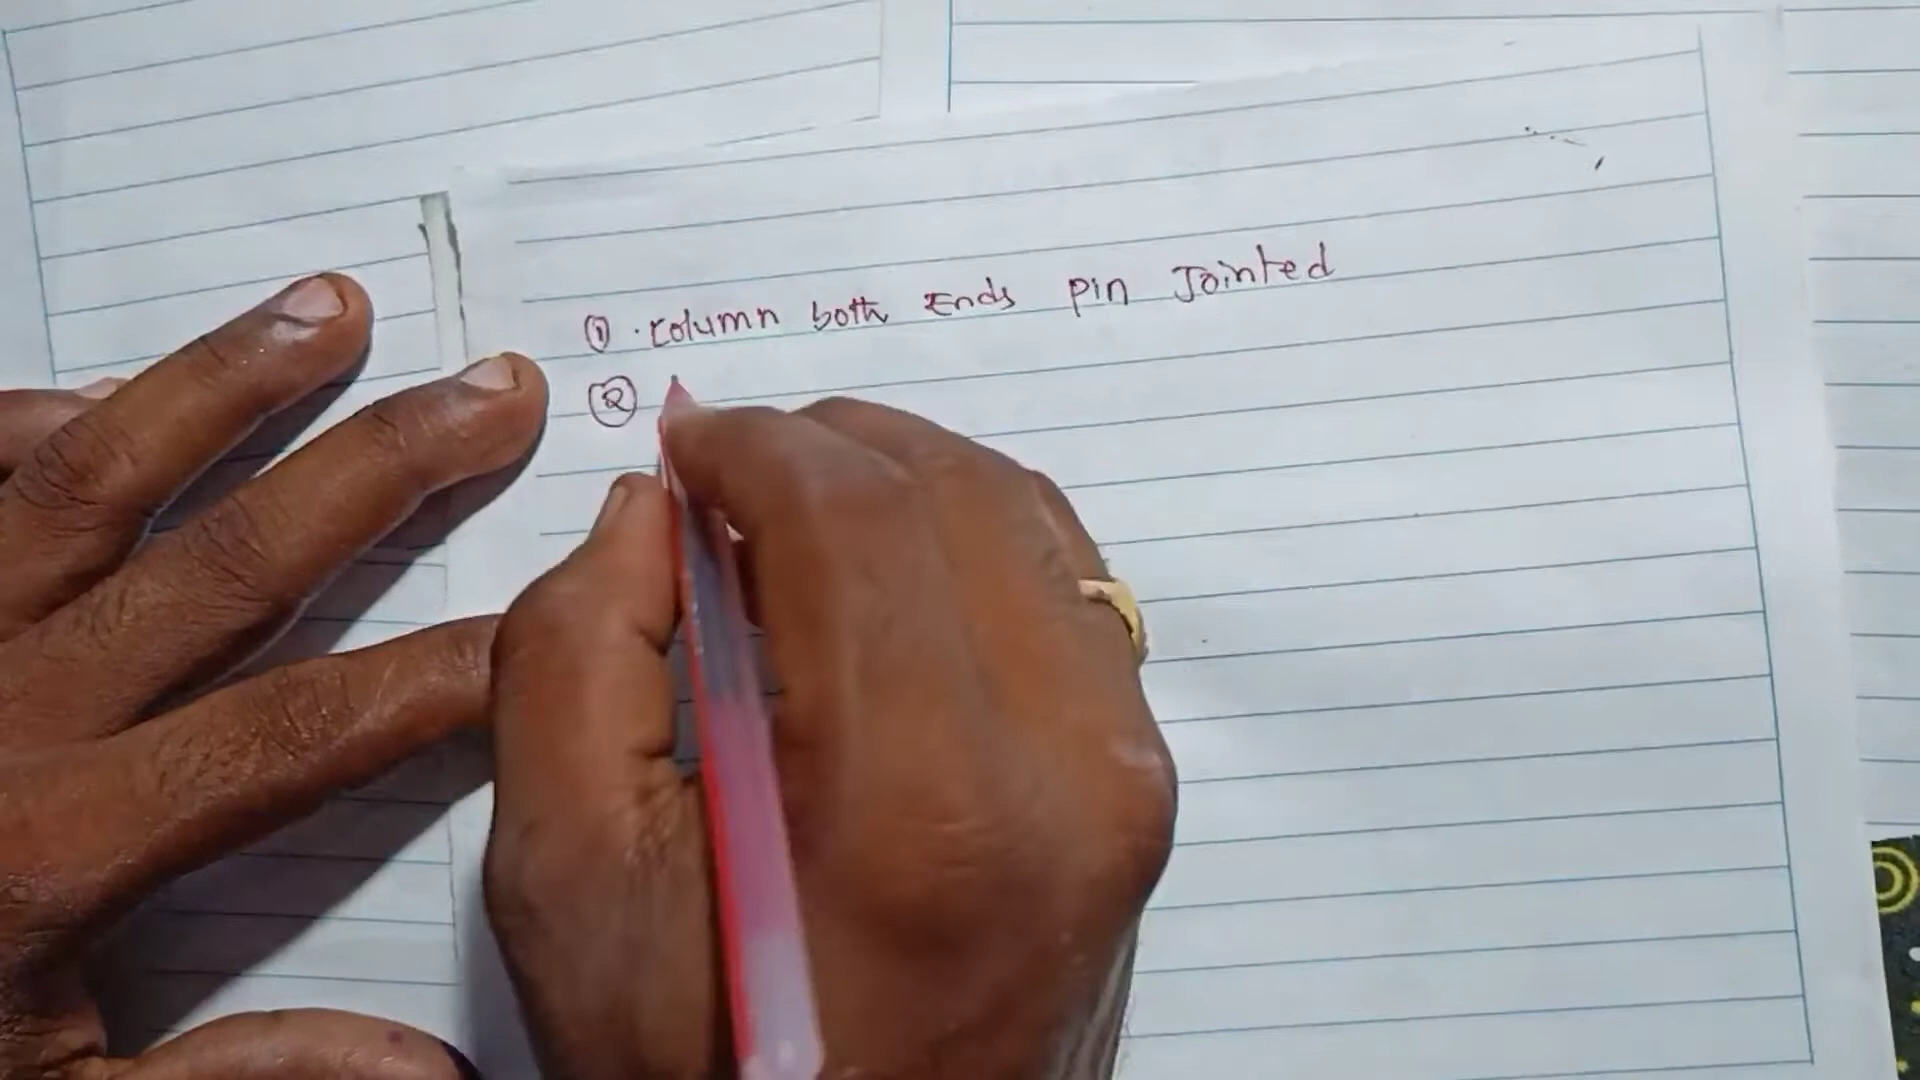 ① . column both Ends pin Jointed
②